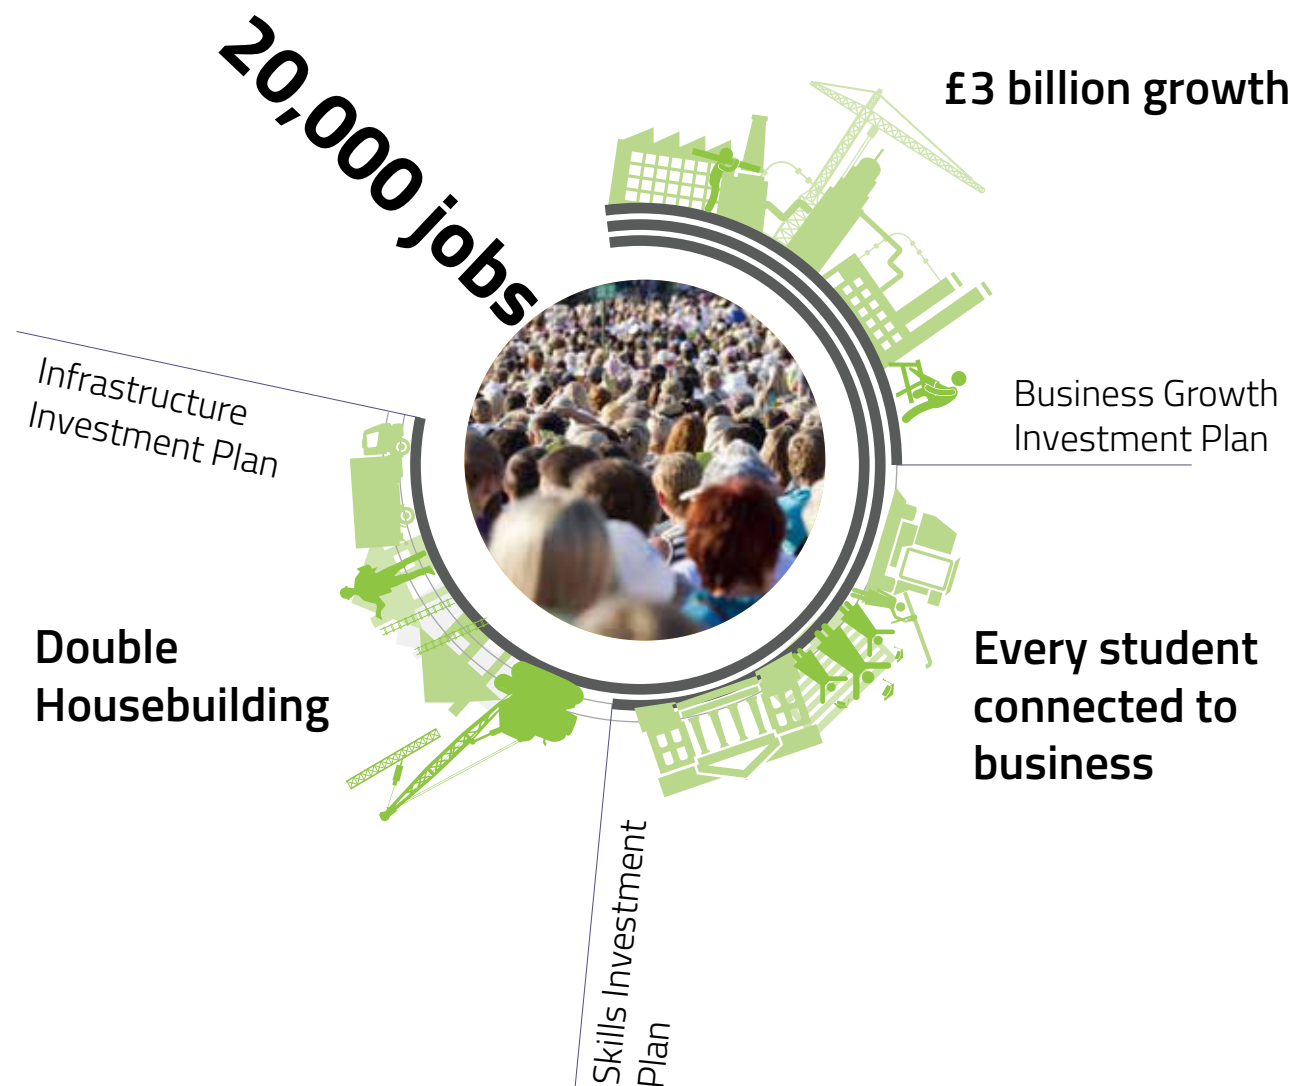 20,000 jobs
£3 billion growth
Infrastructure
Investment Plan
Business Growth
Investment Plan
Double
Housebuilding
Every student
connected to
business
Skills Investment
Plan